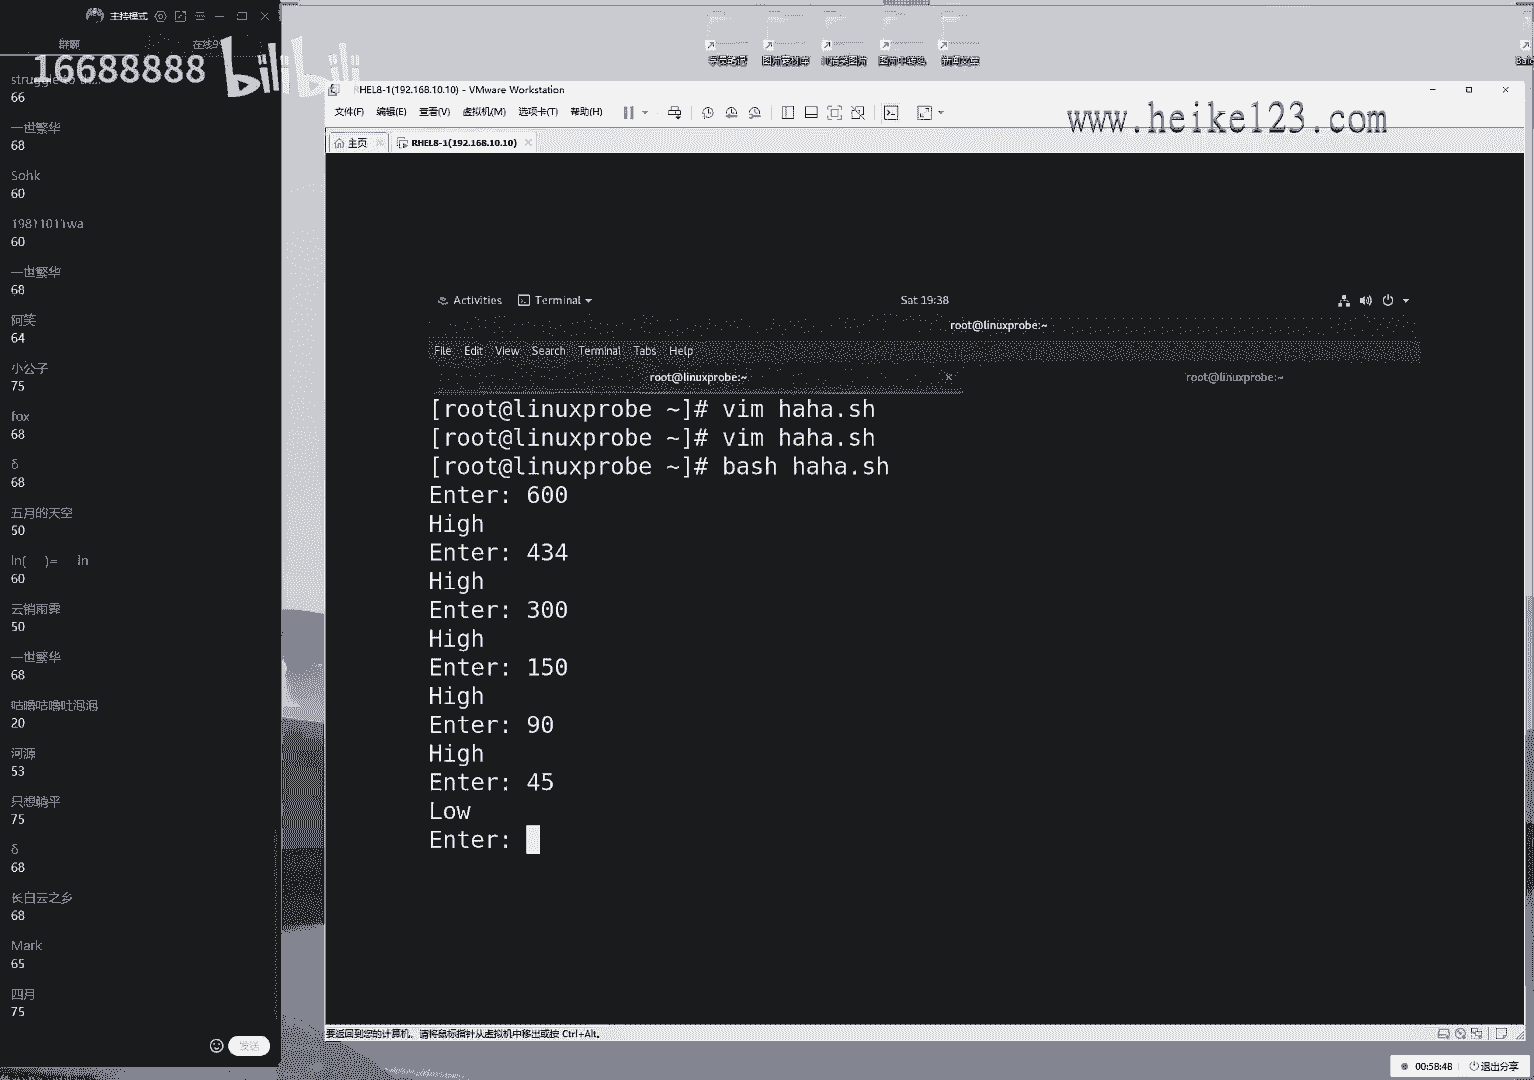 主持模式
群聊
在线99
16688888
bilibili
66
一世繁华
68
Sohk
60
60
一世繁华
68
阿笑
64
小公子
75
fox
68
δ
68
五月的天空
50
ln( )= ln
60
云销雨霁
50
一世繁华
68
咕噜咕噜吐泡泡
20
河源
53
只想躺平
75
δ
68
长白云之乡
68
Mark
65
四月
75
发送
RHEL8-1(192.168.10.10) - VMware Workstation
文件(F) 编辑(E) 查看(V) 虚拟机(M) 选项卡(T) 帮助(H)
www.heike123.com
主页
RHEL8-1(192.168.10.10)
Activities Terminal Sat 19:38
root@linuxprobe:~
File Edit View Search Terminal Tabs Help
root@linuxprobe:~ root@linuxprobe:~
[root@linuxprobe ~]# vim haha.sh
[root@linuxprobe ~]# vim haha.sh
[root@linuxprobe ~]# bash haha.sh
Enter: 600
High
Enter: 434
High
Enter: 300
High
Enter: 150
High
Enter: 90
High
Enter: 45
Low
Enter:
要返回到您的计算机，请将鼠标指针从虚拟机中移出或按 Ctrl+Alt。
00:58:48 退出分享